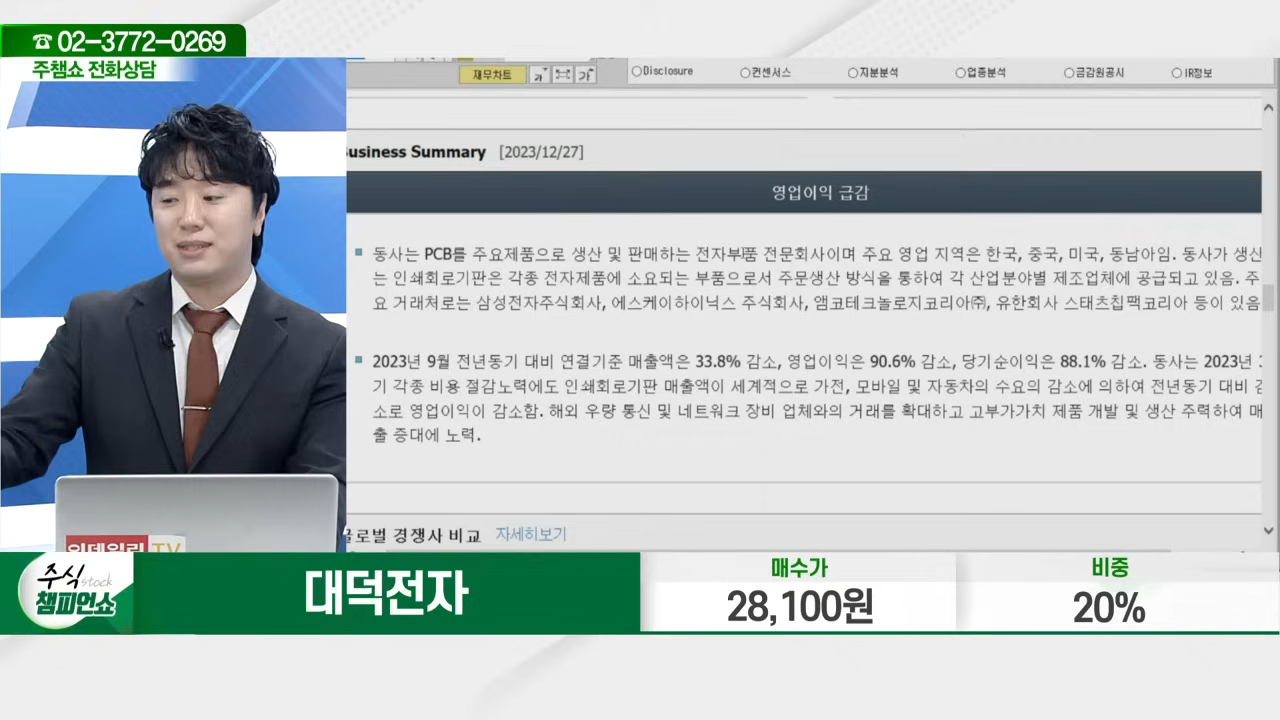 ☎ 02-3772-0269
주챔쇼 전화상담
재무차트
Disclosure
컨센서스
지분분석
업종분석
금감원공시
IR정보
Business Summary [2023/12/27]
영업이익 급감
동사는 PCB를 주요제품으로 생산 및 판매하는 전자부품 전문회사이며 주요 영업 지역은 한국, 중국, 미국, 동남아임. 동사가 생산
는 인쇄회로기판은 각종 전자제품에 소요되는 부품으로서 주문생산 방식을 통하여 각 산업분야별 제조업체에 공급되고 있음. 주
요 거래처로는 삼성전자주식회사, 에스케이하이닉스 주식회사, 앰코테크놀로지코리아㈜, 유한회사 스태츠칩팩코리아 등이 있음
2023년 9월 전년동기 대비 연결기준 매출액은 33.8% 감소, 영업이익은 90.6% 감소, 당기순이익은 88.1% 감소. 동사는 2023년
기 각종 비용 절감노력에도 인쇄회로기판 매출액이 세계적으로 가전, 모바일 및 자동차의 수요의 감소에 의하여 전년동기 대비
소로 영업이익이 감소함. 해외 우량 통신 및 네트워크 장비 업체와의 거래를 확대하고 고부가가치 제품 개발 및 생산 주력하여 매
출 증대에 노력.
글로벌 경쟁사 비교 자세히보기
이데일리 TV
주식 stock
챔피언쇼
대덕전자
매수가
28,100원
비중
20%